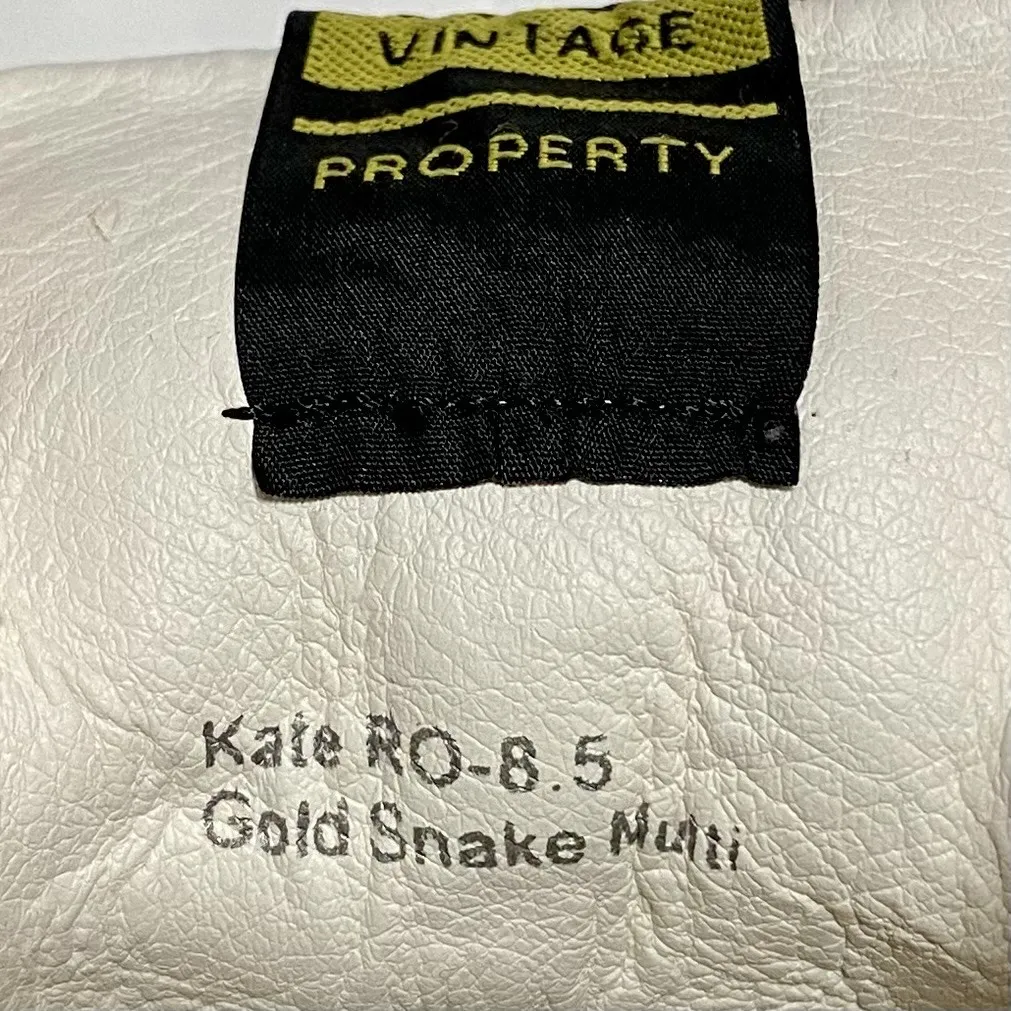 VINTAGE
PROPERTY
Kate RO-8.5
Gold Snake Multi